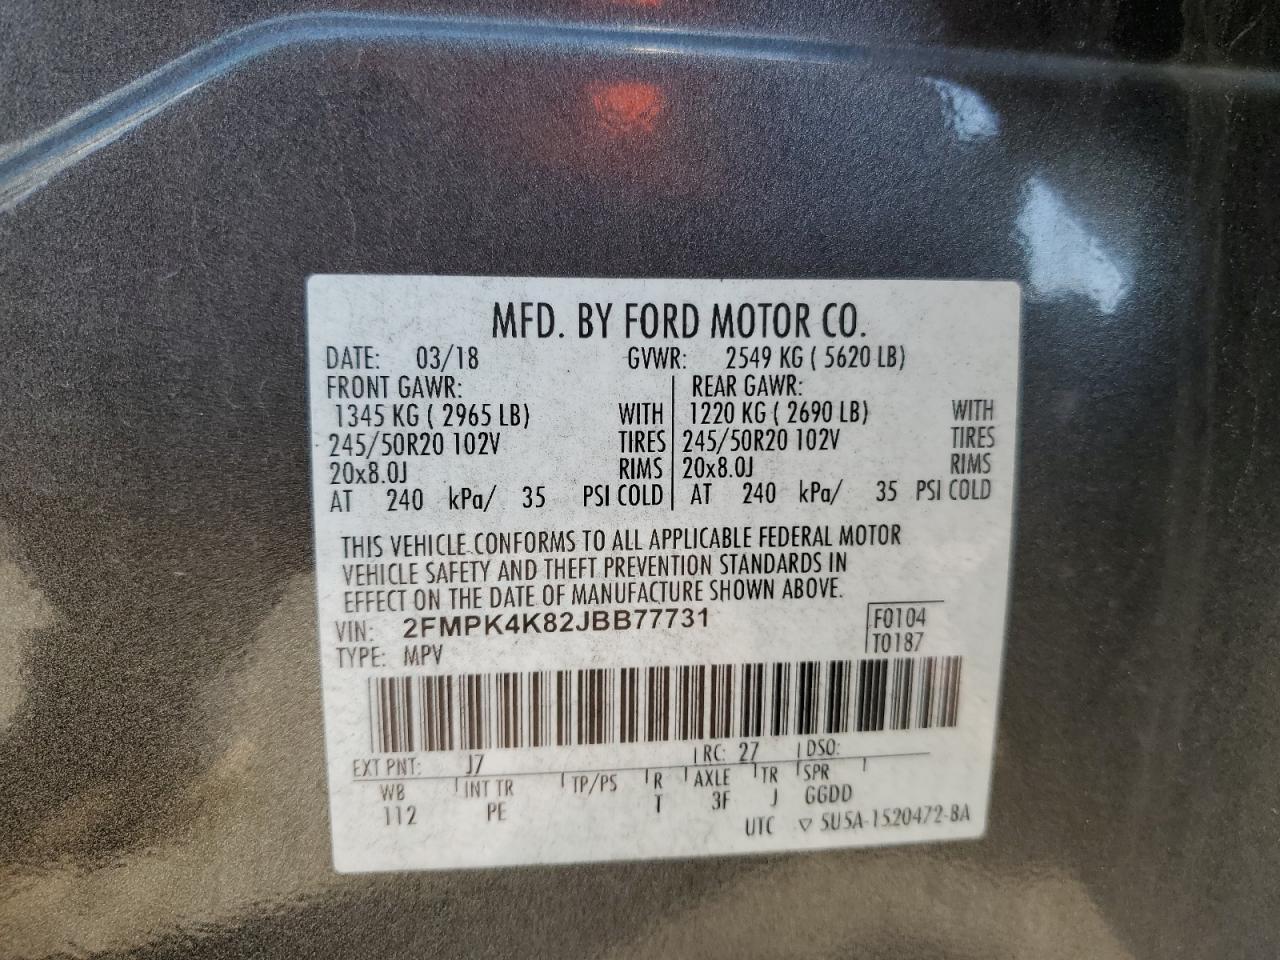 MFD. BY FORD MOTOR CO.
DATE: 03/18 GVWR: 2549 KG ( 5620 LB)
FRONT GAWR: REAR GAWR:
1345 KG ( 2965 LB) WITH 1220 KG ( 2690 LB) WITH
245/50R20 102V TIRES 245/50R20 102V TIRES
20x8.0J RIMS 20x8.0J RIMS
AT 240 kPa/ 35 PSI COLD AT 240 kPa/ 35 PSI COLD
THIS VEHICLE CONFORMS TO ALL APPLICABLE FEDERAL MOTOR
VEHICLE SAFETY AND THEFT PREVENTION STANDARDS IN
EFFECT ON THE DATE OF MANUFACTURE SHOWN ABOVE.
VIN: 2FMPK4K82JBB77731 F0104
TYPE: MPV T0187
EXT PNT: J7 RC: 27 DSO:
WB INT TR TP/PS R AXLE TR SPR
112 PE T 3F J GGDD
UTC ▽ 5U5A-1520472-BA